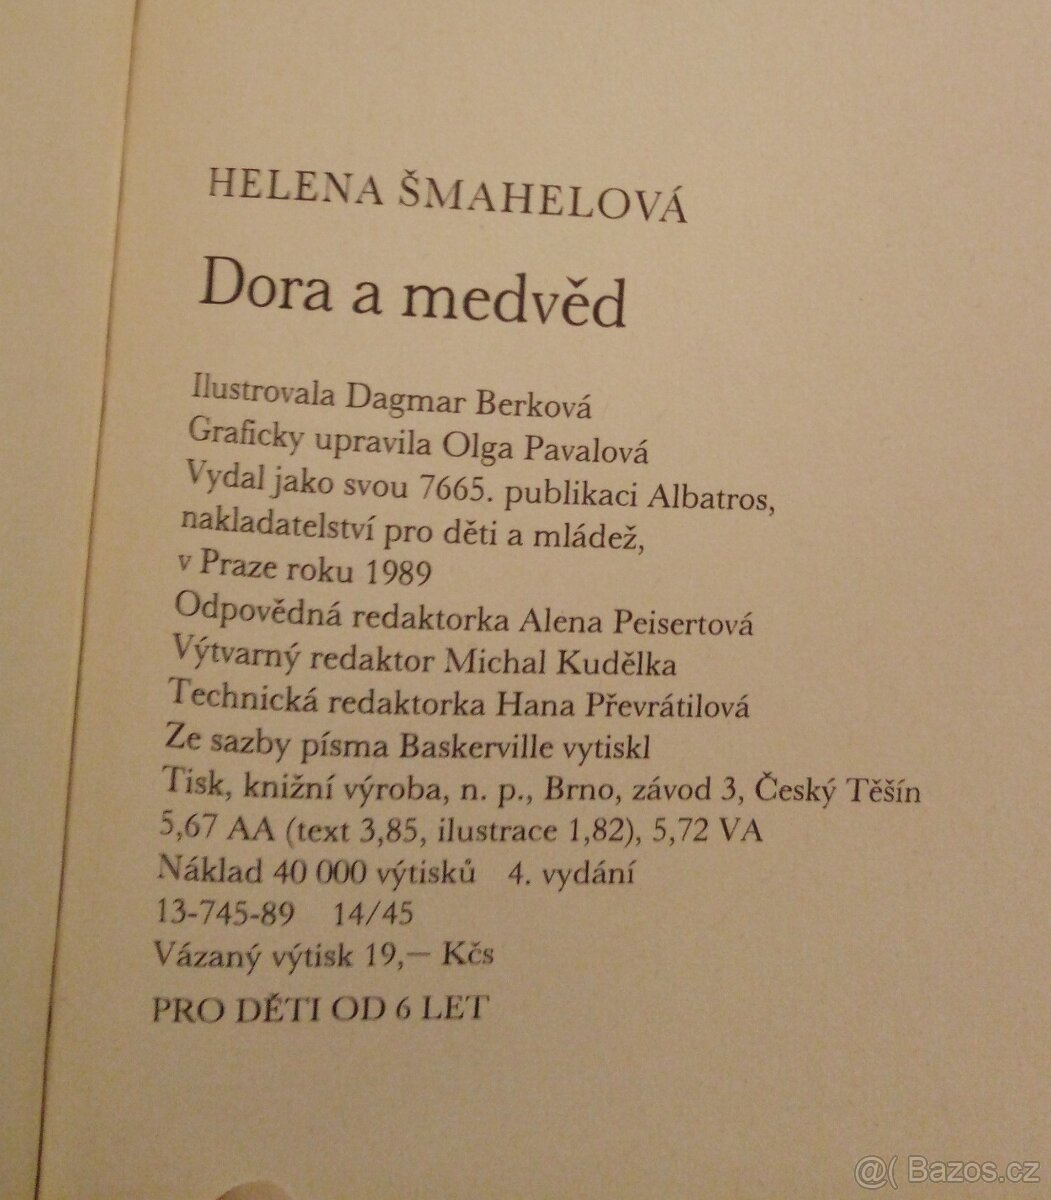 HELENA ŠMAHELOVÁ
Dora a medvěd
Ilustrovala Dagmar Berková
Graficky upravila Olga Pavalová
Vydal jako svou 7665. publikaci Albatros,
nakladatelství pro děti a mládež,
v Praze roku 1989
Odpovědná redaktorka Alena Peisertová
Výtvarný redaktor Michal Kudělka
Technická redaktorka Hana Převrátilová
Ze sazby písma Baskerville vytiskl
Tisk, knižní výroba, n. p., Brno, závod 3, Český Těšín
5,67 AA (text 3,85, ilustrace 1,82), 5,72 VA
Náklad 40 000 výtisků 4. vydání
13-745-89 14/45
Vázaný výtisk 19,— Kčs
PRO DĚTI OD 6 LET
@( Bazos.cz